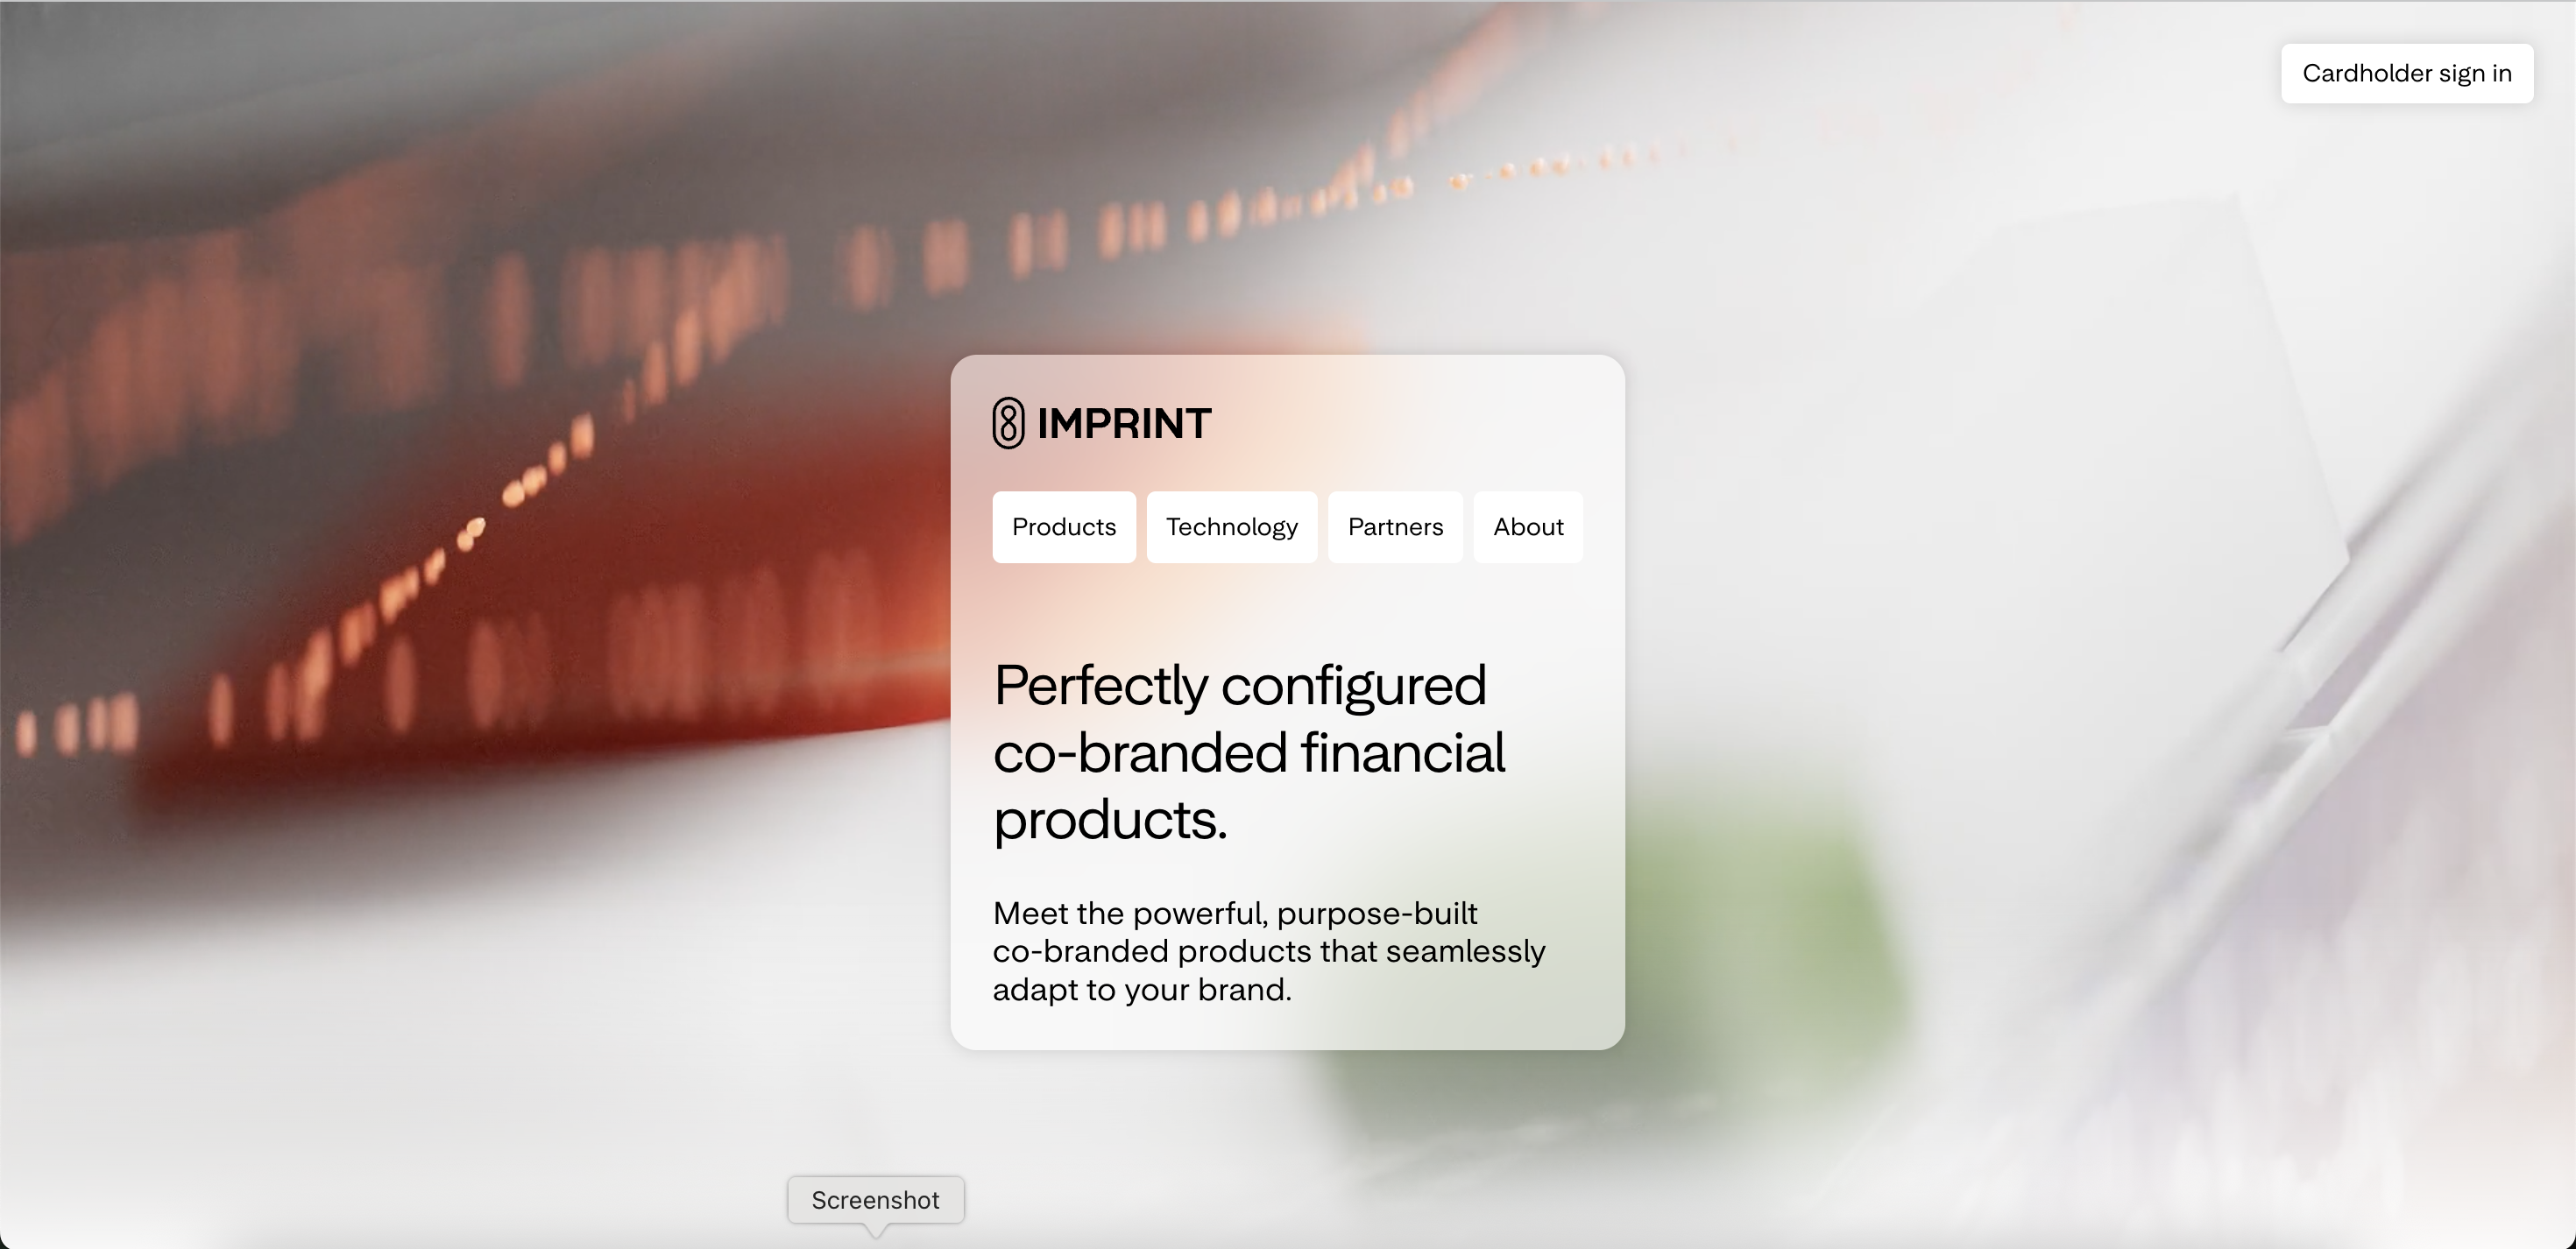 Cardholder sign in
IMPRINT
Products
Technology
Partners
About
Perfectly configured
co-branded financial
products.
Meet the powerful, purpose-built
co-branded products that seamlessly
adapt to your brand.
Screenshot